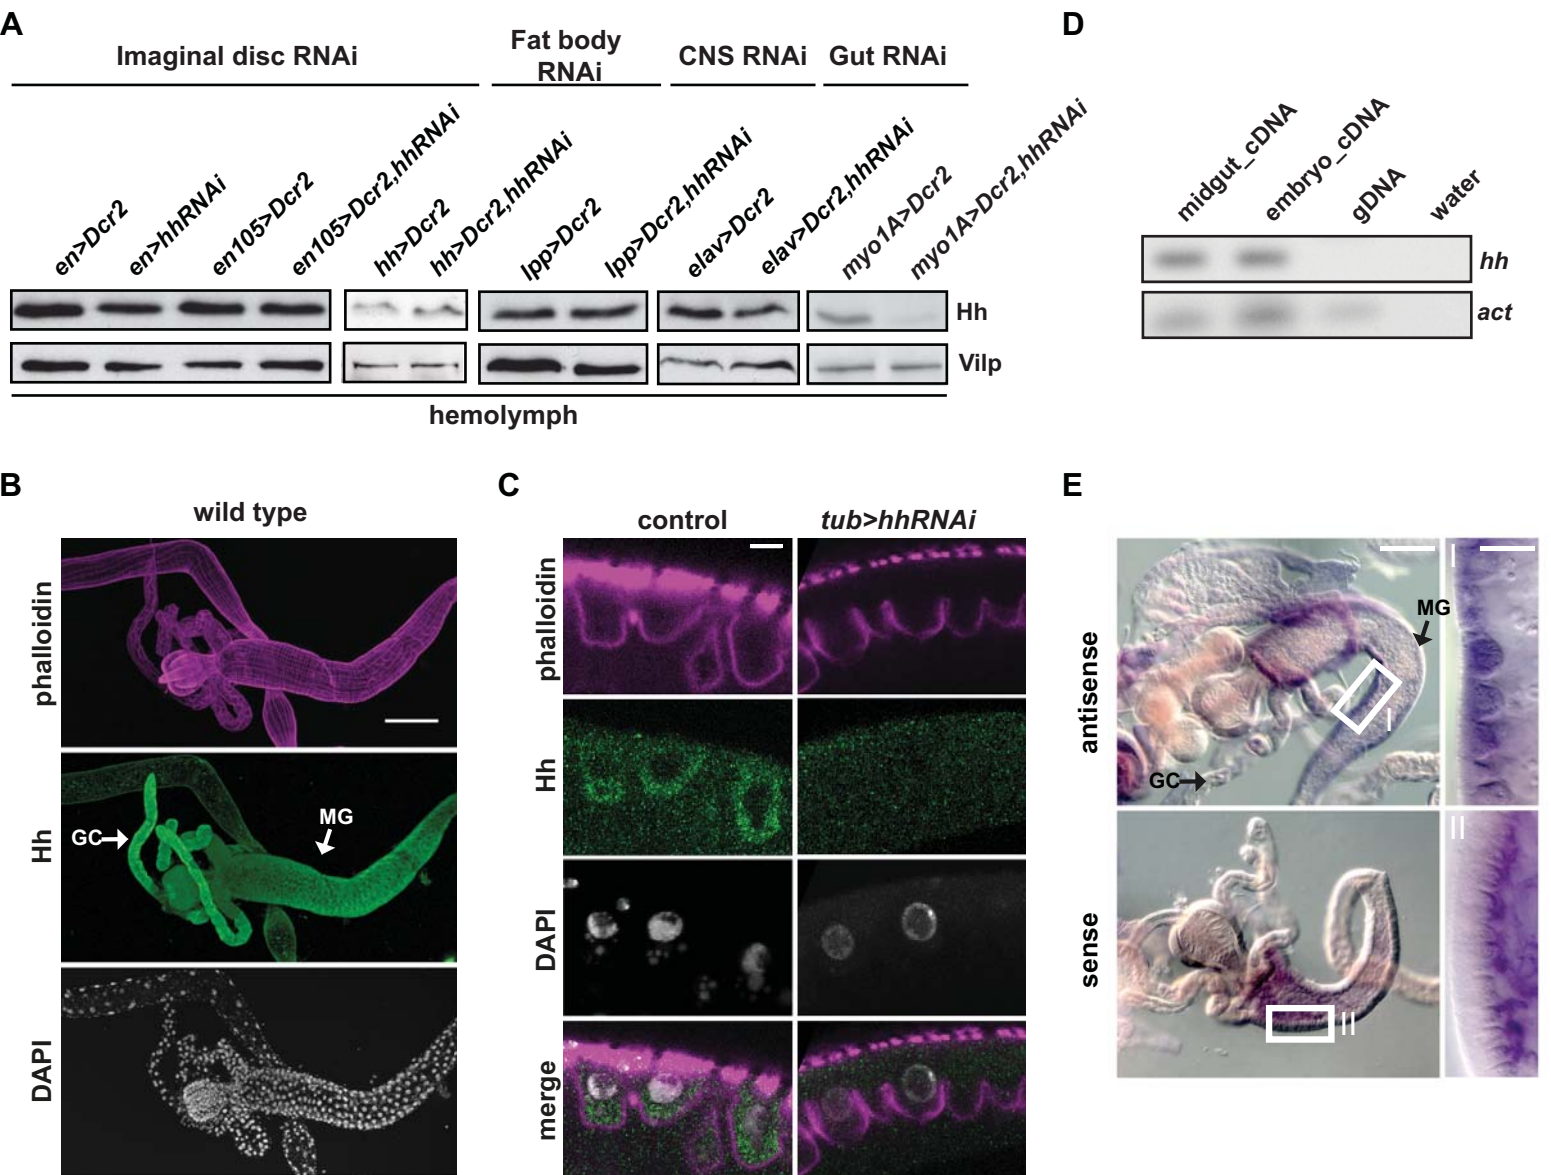 A
Imaginal disc RNAi
Fat body
RNAi
CNS RNAi
Gut RNAi
en>Dcr2
en>hhRNAi
en105>Dcr2
en105>Dcr2,hhRNAi
hh>Dcr2
hh>Dcr2,hhRNAi
lpp>Dcr2
lpp>Dcr2,hhRNAi
elav>Dcr2
elav>Dcr2,hhRNAi
myo1A>Dcr2
myo1A>Dcr2,hhRNAi
Hh
Vilp
hemolymph
D
midgut_cDNA
embryo_cDNA
gDNA
water
hh
act
B
wild type
phalloidin
Hh
GC
MG
DAPI
C
control
tub>hhRNAi
phalloidin
Hh
DAPI
merge
E
antisense
MG
I
GC
I
sense
II
II